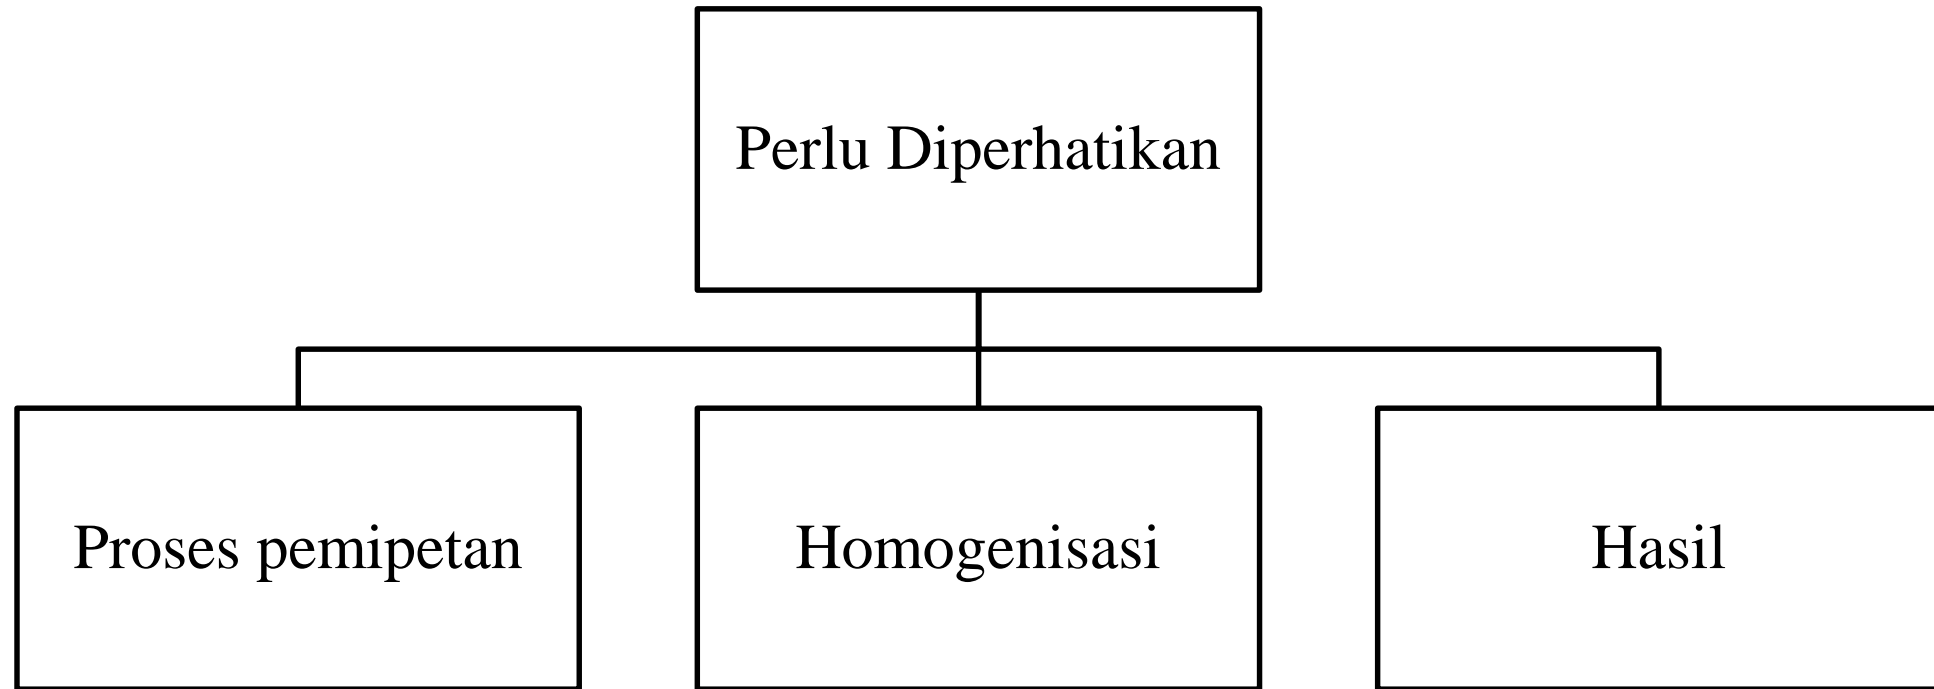 Perlu Diperhatikan
Proses pemipetan
Homogenisasi
Hasil